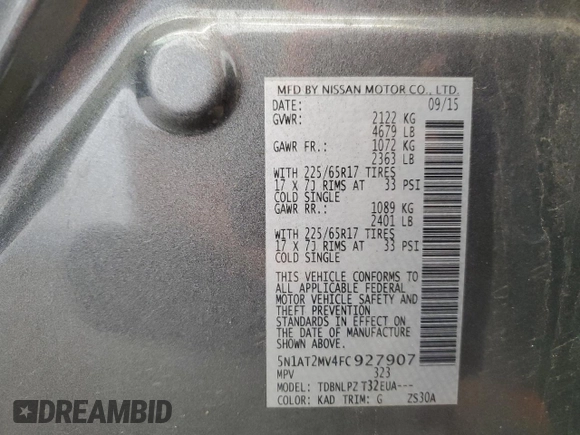 MFD BY NISSAN MOTOR CO., LTD.
DATE: 09/15
GVWR: 2122 KG
4679 LB
GAWR FR.: 1072 KG
2363 LB
WITH 225/65R17 TIRES
17 X 7J RIMS AT 33 PSI
COLD SINGLE
GAWR RR.: 1089 KG
2401 LB
WITH 225/65R17 TIRES
17 X 7J RIMS AT 33 PSI
COLD SINGLE
THIS VEHICLE CONFORMS TO
ALL APPLICABLE FEDERAL
MOTOR VEHICLE SAFETY AND
THEFT PREVENTION
STANDARDS IN EFFECT ON
THE DATE OF MANUFACTURE
SHOWN ABOVE.
5N1AT2MV4FC927907
MPV 323
MODEL: TDBNLPZ T32EUA---
COLOR: KAD TRIM: G ZS30A
AUTOHELPERBOT.COM